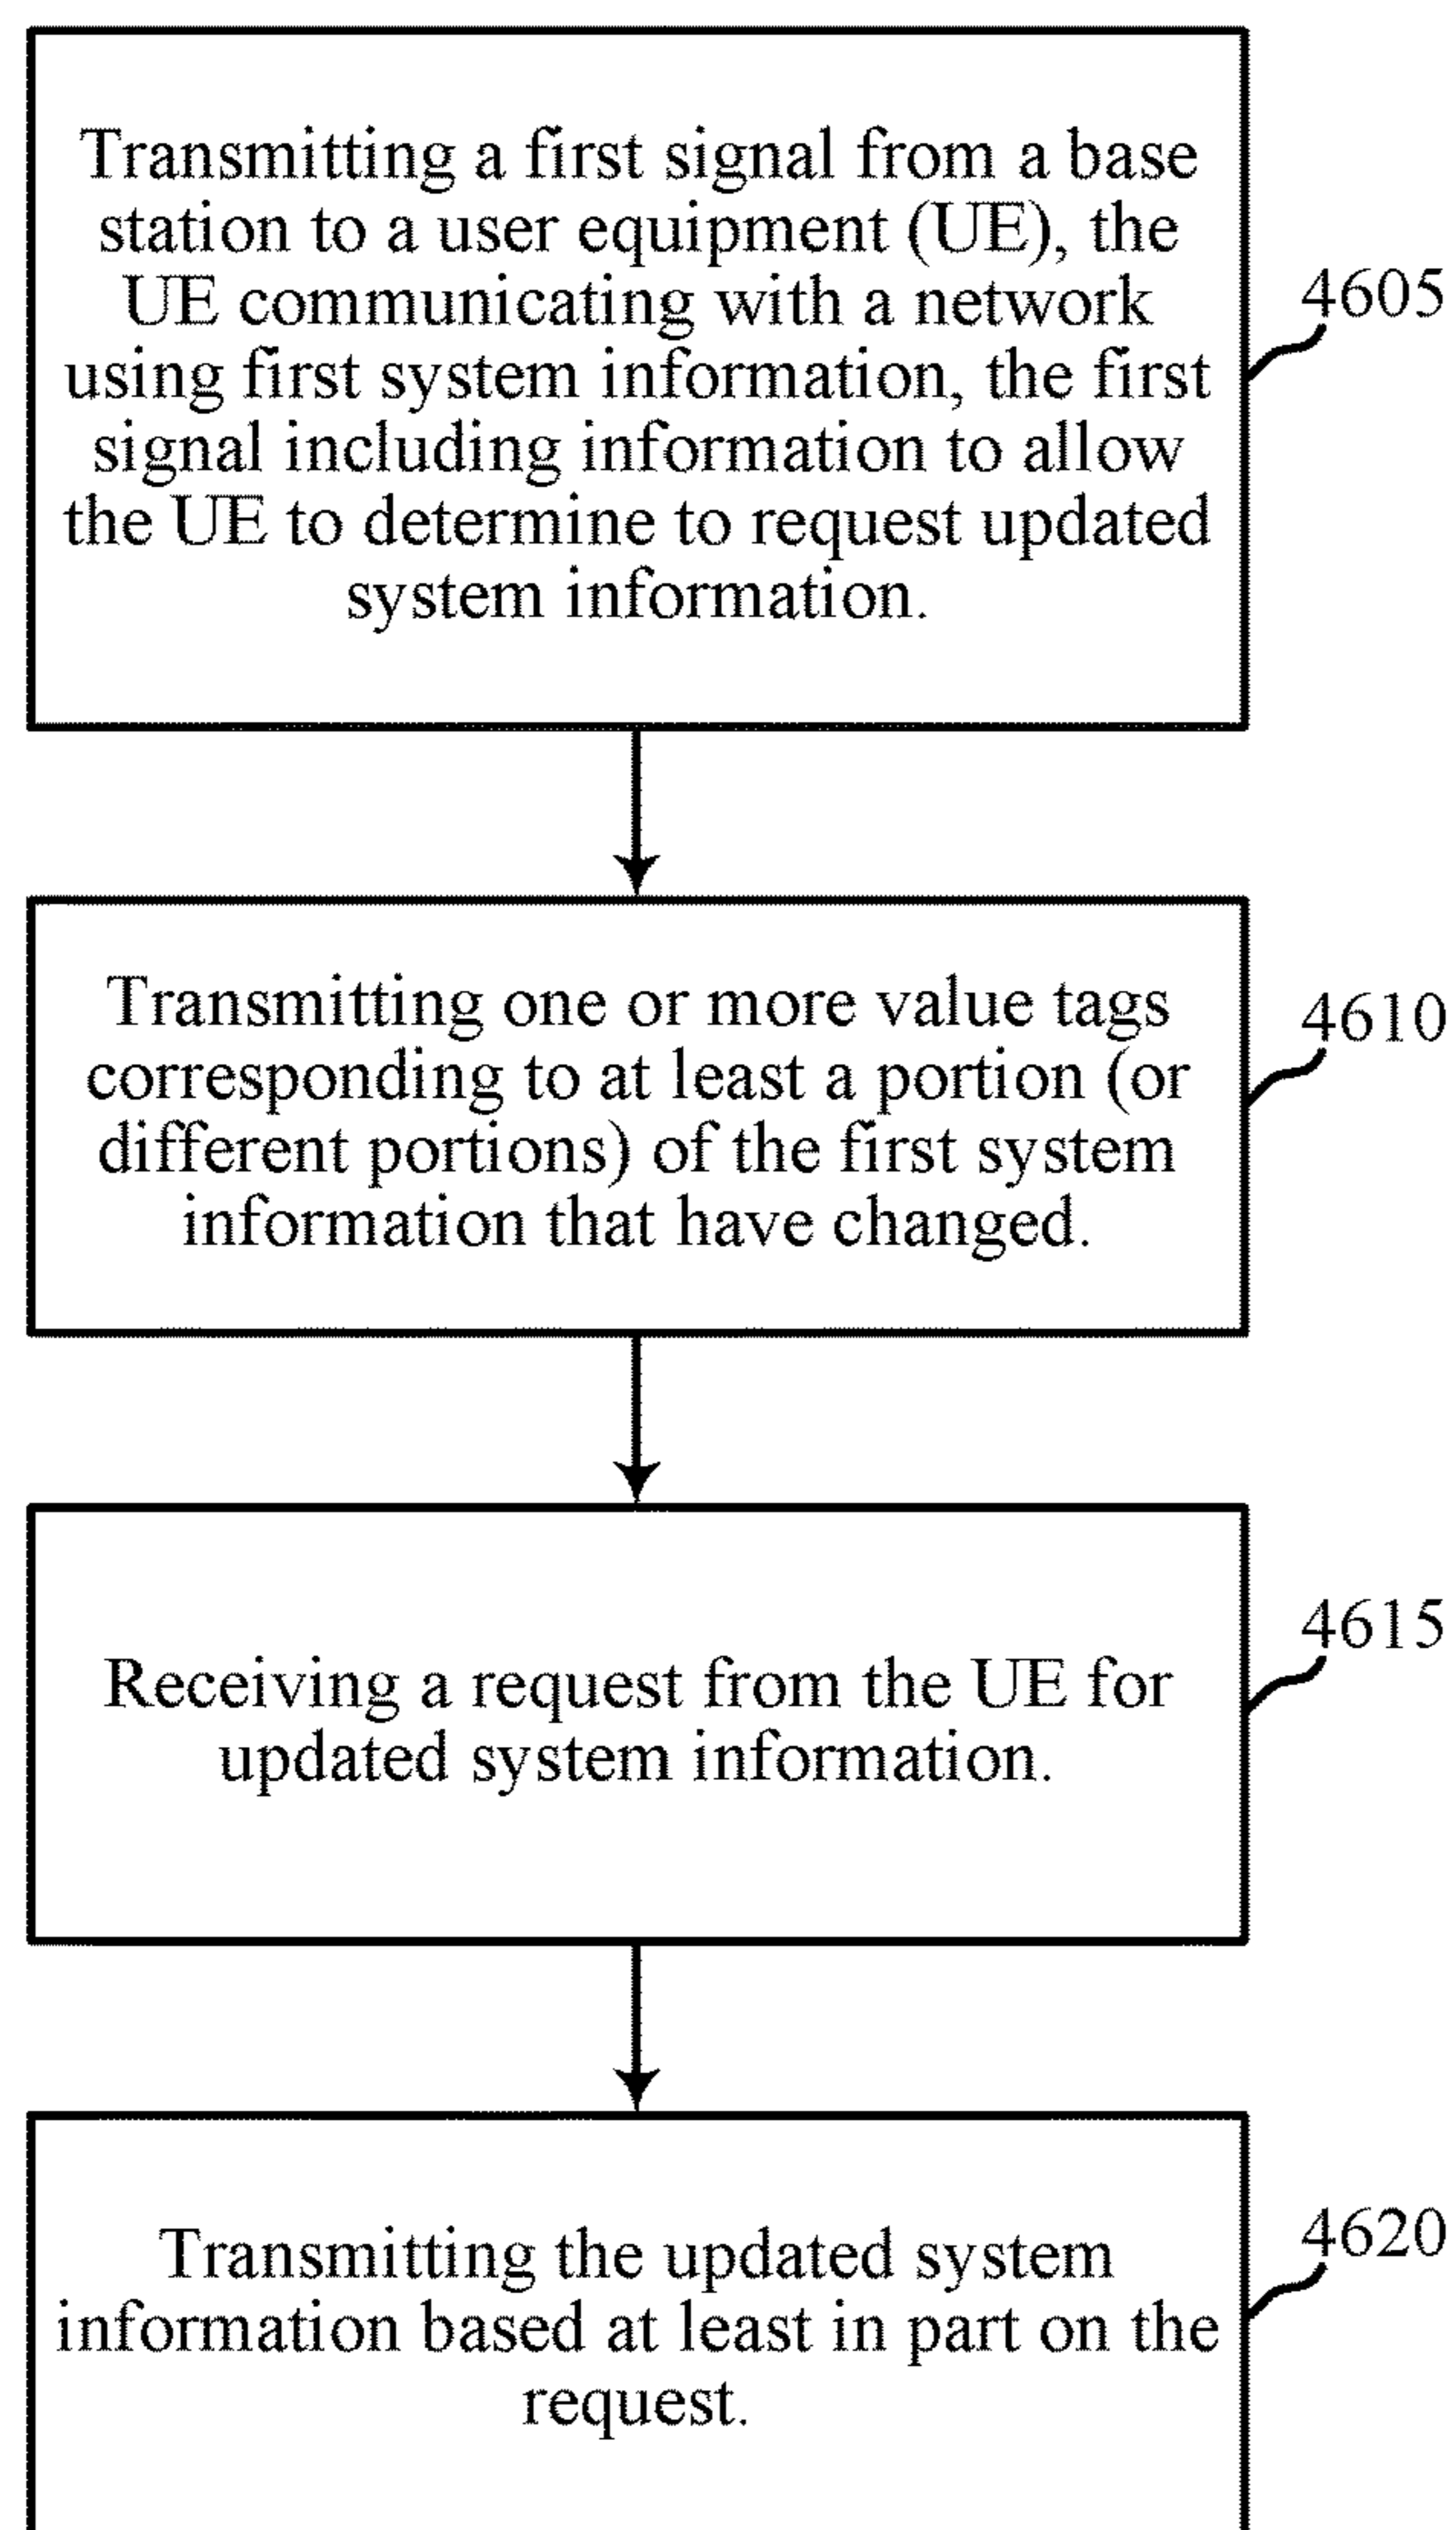 Transmitting a first signal from a base
station to a user equipment (UE), the
UE communicating with a network
using first system information, the first
signal including information to allow
the UE to determine to request updated
system information.
4605
Transmitting one or more value tags
corresponding to at least a portion (or
different portions) of the first system
information that have changed.
4610
Receiving a request from the UE for
updated system information.
4615
Transmitting the updated system
information based at least in part on the
request.
4620